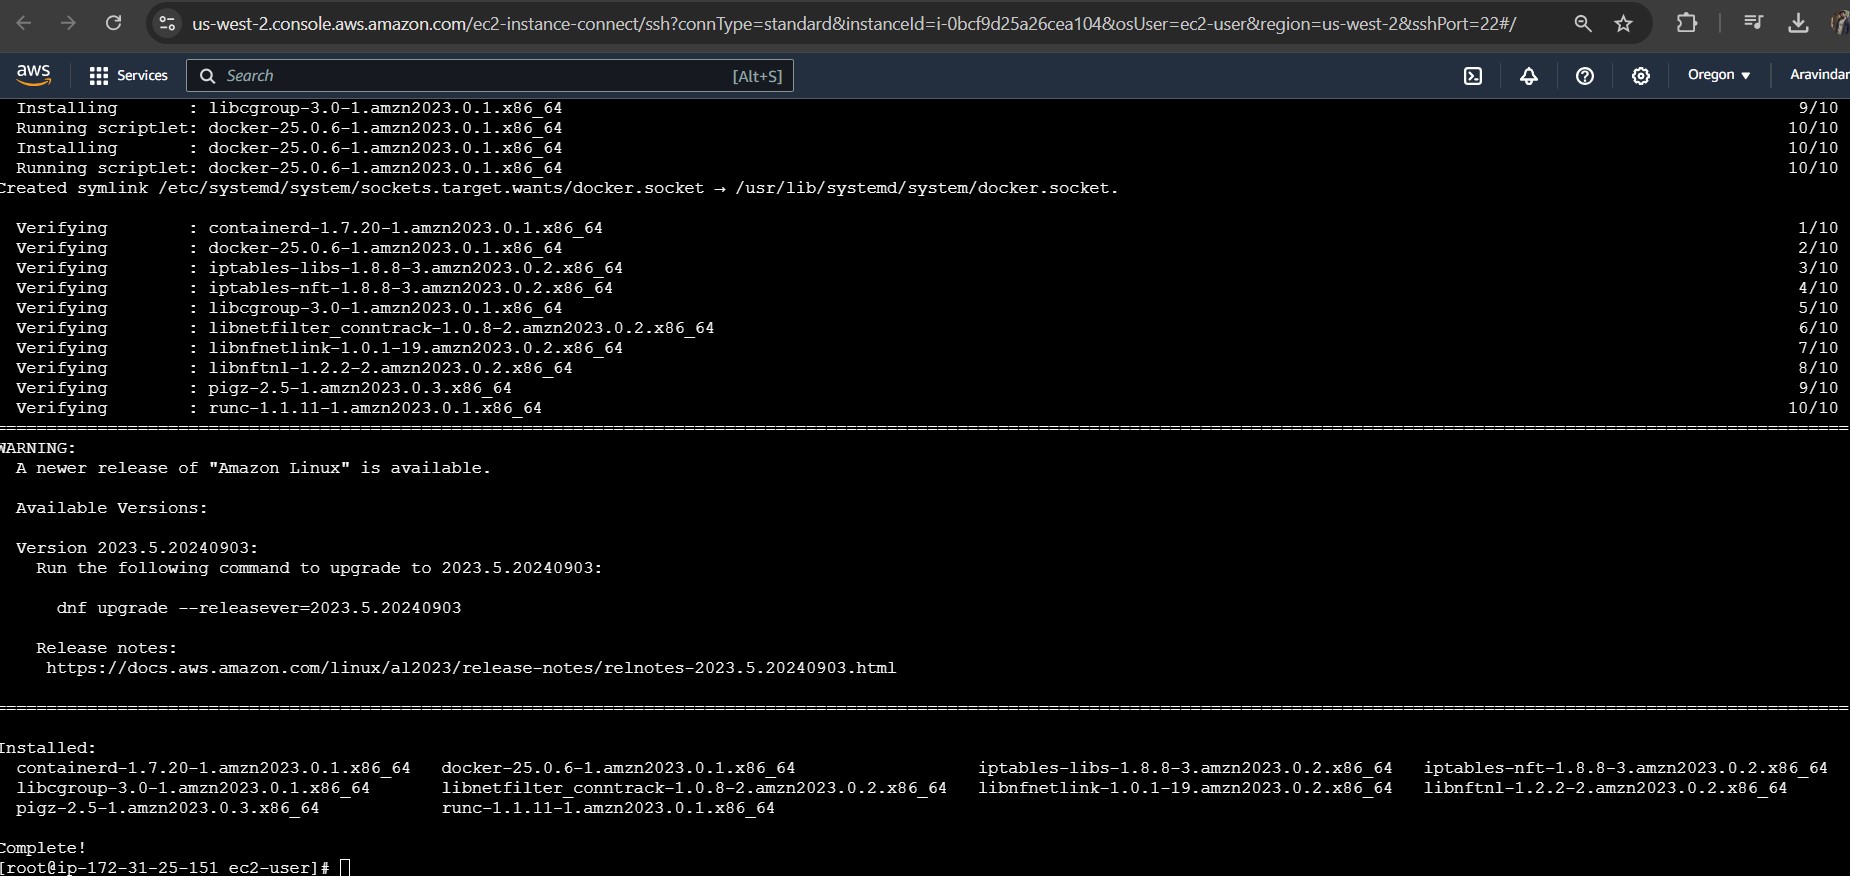 us-west-2.console.aws.amazon.com/ec2-instance-connect/ssh?connType=standard&instanceId=i-0bcf9d25a26cea104&osUser=ec2-user&region=us-west-2&sshPort=22#/
aws Services Search [Alt+S] Oregon Aravindar
Installing : libcgroup-3.0-1.amzn2023.0.1.x86_64 9/10
Running scriptlet: docker-25.0.6-1.amzn2023.0.1.x86_64 10/10
Installing : docker-25.0.6-1.amzn2023.0.1.x86_64 10/10
Running scriptlet: docker-25.0.6-1.amzn2023.0.1.x86_64 10/10
Created symlink /etc/systemd/system/sockets.target.wants/docker.socket → /usr/lib/systemd/system/docker.socket.
Verifying : containerd-1.7.20-1.amzn2023.0.1.x86_64 1/10
Verifying : docker-25.0.6-1.amzn2023.0.1.x86_64 2/10
Verifying : iptables-libs-1.8.8-3.amzn2023.0.2.x86_64 3/10
Verifying : iptables-nft-1.8.8-3.amzn2023.0.2.x86_64 4/10
Verifying : libcgroup-3.0-1.amzn2023.0.1.x86_64 5/10
Verifying : libnetfilter_conntrack-1.0.8-2.amzn2023.0.2.x86_64 6/10
Verifying : libnfnetlink-1.0.1-19.amzn2023.0.2.x86_64 7/10
Verifying : libnftnl-1.2.2-2.amzn2023.0.2.x86_64 8/10
Verifying : pigz-2.5-1.amzn2023.0.3.x86_64 9/10
Verifying : runc-1.1.11-1.amzn2023.0.1.x86_64 10/10
WARNING:
A newer release of "Amazon Linux" is available.
Available Versions:
Version 2023.5.20240903:
Run the following command to upgrade to 2023.5.20240903:
dnf upgrade --releasever=2023.5.20240903
Release notes:
https://docs.aws.amazon.com/linux/al2023/release-notes/relnotes-2023.5.20240903.html
Installed:
containerd-1.7.20-1.amzn2023.0.1.x86_64 docker-25.0.6-1.amzn2023.0.1.x86_64 iptables-libs-1.8.8-3.amzn2023.0.2.x86_64 iptables-nft-1.8.8-3.amzn2023.0.2.x86_64
libcgroup-3.0-1.amzn2023.0.1.x86_64 libnetfilter_conntrack-1.0.8-2.amzn2023.0.2.x86_64 libnfnetlink-1.0.1-19.amzn2023.0.2.x86_64 libnftnl-1.2.2-2.amzn2023.0.2.x86_64
pigz-2.5-1.amzn2023.0.3.x86_64 runc-1.1.11-1.amzn2023.0.1.x86_64
Complete!
[root@ip-172-31-25-151 ec2-user]#